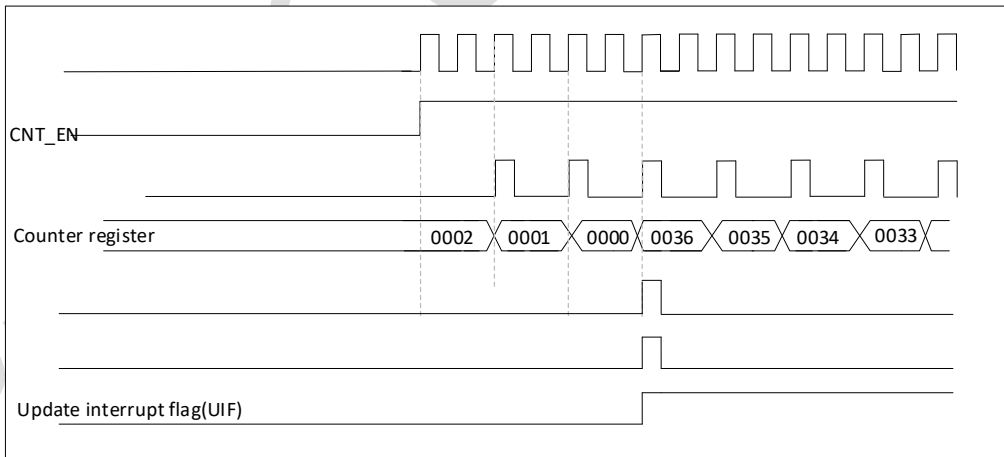 CNT_EN
Counter register
0002 0001 0000 0036 0035 0034 0033
Update interrupt flag(UIF)